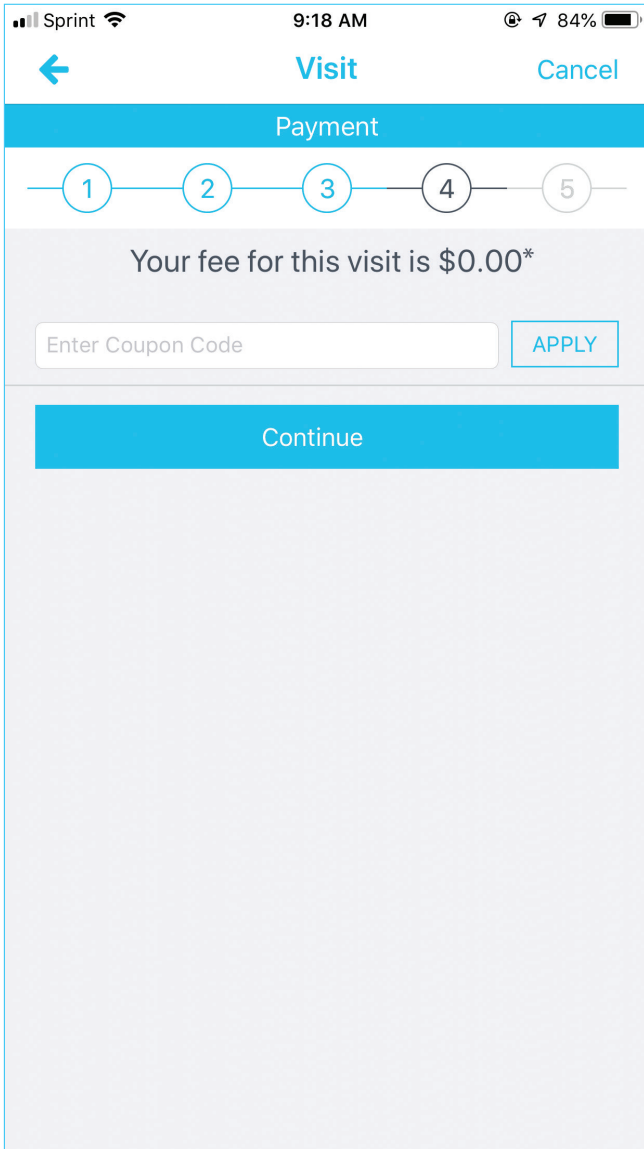 Sprint 9:18 AM 84%
Visit Cancel
Payment
1 2 3 4 5
Your fee for this visit is $0.00*
Enter Coupon Code APPLY
Continue